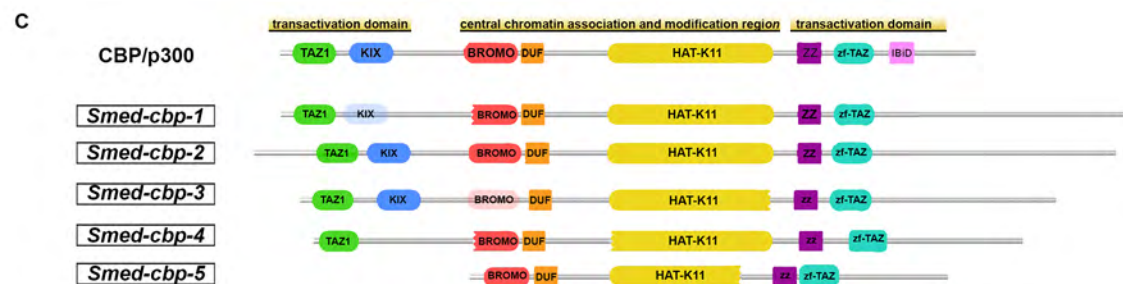 C
transactivation domain central chromatin association and modification region transactivation domain
CBP/p300 TAZ1 KIX BROMO DUF HAT-K11 ZZ zf-TAZ IBiD
Smed-cbp-1 TAZ1 KIX BROMO DUF HAT-K11 ZZ zf-TAZ
Smed-cbp-2 TAZ1 KIX BROMO DUF HAT-K11 ZZ zf-TAZ
Smed-cbp-3 TAZ1 KIX BROMO DUF HAT-K11 zz zf-TAZ
Smed-cbp-4 TAZ1 BROMO DUF HAT-K11 zz zf-TAZ
Smed-cbp-5 BROMO DUF HAT-K11 zz zf-TAZ